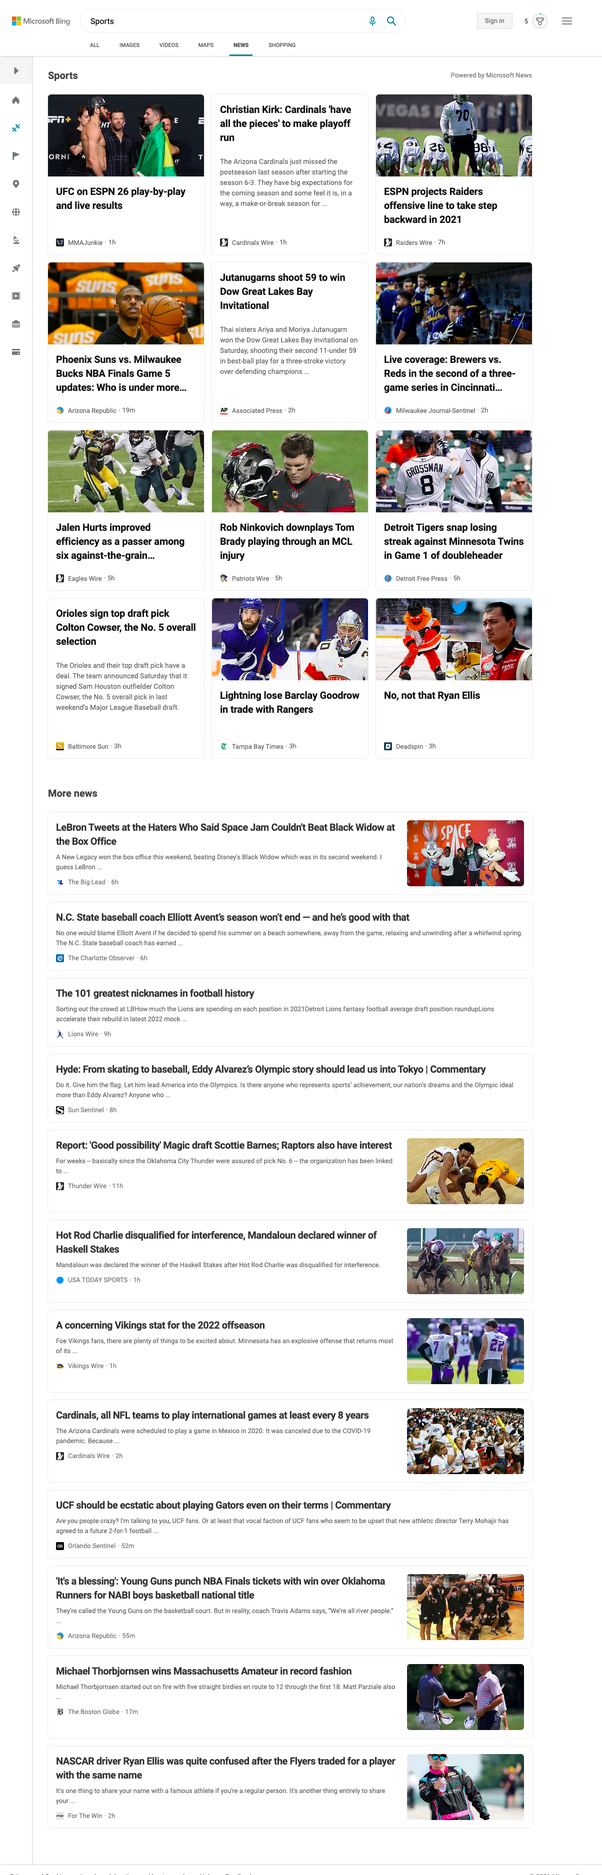 Microsoft Bing
Sports
Sign in
5
ALL
IMAGES
VIDEOS
MAPS
NEWS
SHOPPING
Sports
Powered by Microsoft News
UFC on ESPN 26 play-by-play
and live results
MMAJunkie · 1h
Christian Kirk: Cardinals 'have
all the pieces' to make playoff
run
The Arizona Cardinals just missed the
postseason last season after starting the
season 6-3. They have big expectations for
the coming season and some feel it is, in a
way, a make-or-break season for ...
Cardinals Wire · 1h
ESPN projects Raiders
offensive line to take step
backward in 2021
Raiders Wire · 7h
Phoenix Suns vs. Milwaukee
Bucks NBA Finals Game 5
updates: Who is under more...
Arizona Republic · 19m
Jutanugarns shoot 59 to win
Dow Great Lakes Bay
Invitational
Thai sisters Ariya and Moriya Jutanugarn
won the Dow Great Lakes Bay Invitational on
Saturday, shooting their second 11-under 59
in best-ball play for a three-stroke victory
over defending champions ...
AP
Associated Press · 2h
Live coverage: Brewers vs.
Reds in the second of a three-
game series in Cincinnati...
Milwaukee Journal-Sentinel · 2h
Jalen Hurts improved
efficiency as a passer among
six against-the-grain...
Eagles Wire · 5h
Rob Ninkovich downplays Tom
Brady playing through an MCL
injury
Patriots Wire · 5h
GROSSMAN
8
Detroit Tigers snap losing
streak against Minnesota Twins
in Game 1 of doubleheader
Detroit Free Press · 5h
Orioles sign top draft pick
Colton Cowser, the No. 5 overall
selection
The Orioles and their top draft pick have a
deal. The team announced Saturday that it
signed Sam Houston outfielder Colton
Cowser, the No. 5 overall pick in last
weekend's Major League Baseball draft.
Baltimore Sun · 3h
Lightning lose Barclay Goodrow
in trade with Rangers
Tampa Bay Times · 3h
No, not that Ryan Ellis
Deadspin · 3h
More news
LeBron Tweets at the Haters Who Said Space Jam Couldn't Beat Black Widow at
the Box Office
A New Legacy won the box office this weekend, beating Disney's Black Widow which was in its second weekend. I
guess LeBron ...
The Big Lead · 6h
SPACE
N.C. State baseball coach Elliott Avent's season won't end — and he's good with that
No one would blame Elliott Avent if he decided to spend his summer on a beach somewhere, away from the game, relaxing and unwinding after a whirlwind spring.
The N.C. State baseball coach has earned ...
The Charlotte Observer · 6h
The 101 greatest nicknames in football history
Sorting out the crowd at LBHow much the Lions are spending on each position in 2021Detroit Lions fantasy football average draft position roundupLions
accelerate their rebuild in latest 2022 mock ...
Lions Wire · 9h
Hyde: From skating to baseball, Eddy Alvarez's Olympic story should lead us into Tokyo | Commentary
Do it. Give him the flag. Let him lead America into the Olympics. Is there anyone who represents sports' achievement, our nation's dreams and the Olympic ideal
more than Eddy Alvarez? Anyone who ...
Sun Sentinel · 8h
Report: 'Good possibility' Magic draft Scottie Barnes; Raptors also have interest
For weeks – basically since the Oklahoma City Thunder were assured of pick No. 6 – the organization has been linked
to ...
Thunder Wire · 11h
Hot Rod Charlie disqualified for interference, Mandaloun declared winner of
Haskell Stakes
Mandaloun was declared the winner of the Haskell Stakes after Hot Rod Charlie was disqualified for interference.
USA TODAY SPORTS · 1h
A concerning Vikings stat for the 2022 offseason
Foe Vikings fans, there are plenty of things to be excited about. Minnesota has an explosive offense that returns most
of its ...
Vikings Wire · 1h
Cardinals, all NFL teams to play international games at least every 8 years
The Arizona Cardinals were scheduled to play a game in Mexico in 2020. It was canceled due to the COVID-19
pandemic. Because ...
Cardinals Wire · 2h
UCF should be ecstatic about playing Gators even on their terms | Commentary
Are you people crazy? I'm talking to you, UCF fans. Or at least that vocal faction of UCF fans who seem to be upset that new athletic director Terry Mohajir has
agreed to a future 2-for-1 football ...
Orlando Sentinel · 52m
'It's a blessing': Young Guns punch NBA Finals tickets with win over Oklahoma
Runners for NABI boys basketball national title
They're called the Young Guns on the basketball court. But in reality, coach Travis Adams says, "We're all river people."
...
Arizona Republic · 55m
Michael Thorbjornsen wins Massachusetts Amateur in record fashion
Michael Thorbjornsen started out on fire with five straight birdies en route to 12 through the first 18. Matt Parziale also
...
The Boston Globe · 17m
NASCAR driver Ryan Ellis was quite confused after the Flyers traded for a player
with the same name
It's one thing to share your name with a famous athlete if you're a regular person. It's another thing entirely to share
your ...
For The Win · 2h